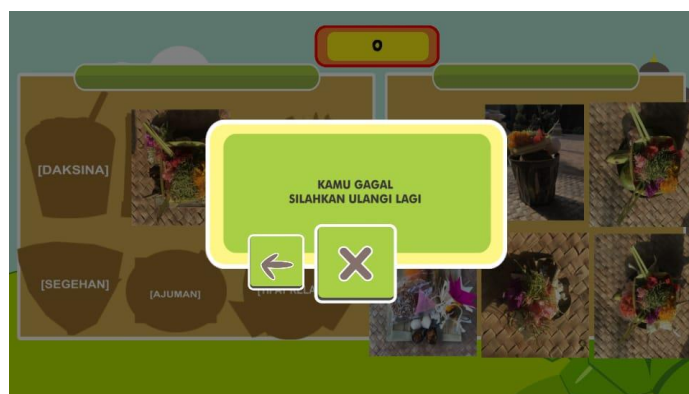 0
[DAKSINA]
KAMU GAGAL
SILAHKAN ULANGI LAGI
[SEGEHAN]
[AJUMAN]